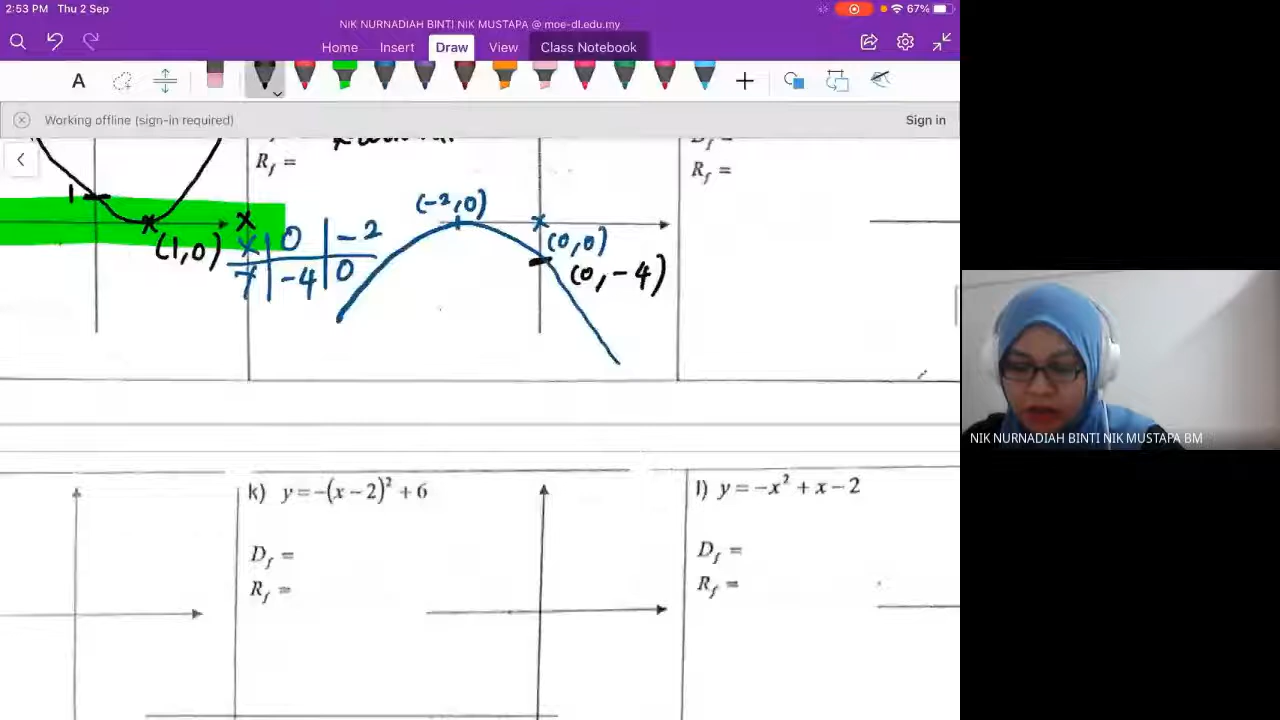 2:53 PM Thu 2 Sep
67%
NIK NURNADIAH BINTI NIK MUSTAPA @ moe-dl.edu.my
Home Insert Draw View Class Notebook
A
Working offline (sign-in required) Sign in
R_f =
R_f =
1
(1,0)
x 0 -2
y -4 0
(-2,0)
(0,0)
(0,-4)
k) y = -(x-2)² + 6
D_f =
R_f =
l) y = -x² + x - 2
D_f =
R_f =
NIK NURNADIAH BINTI NIK MUSTAPA BM